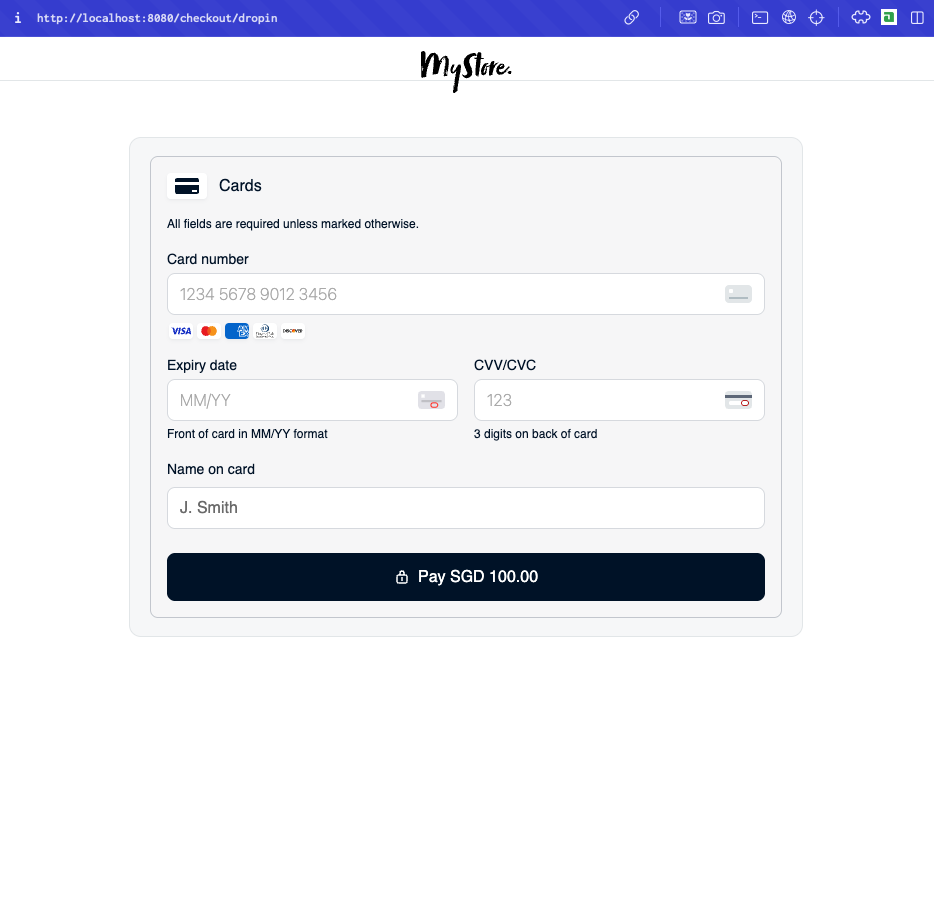 http://localhost:8080/checkout/dropin
MyStore.
Cards
All fields are required unless marked otherwise.
Card number
1234 5678 9012 3456
VISA
DISCOVER
Expiry date
CVV/CVC
MM/YY
123
Front of card in MM/YY format
3 digits on back of card
Name on card
J. Smith
Pay SGD 100.00